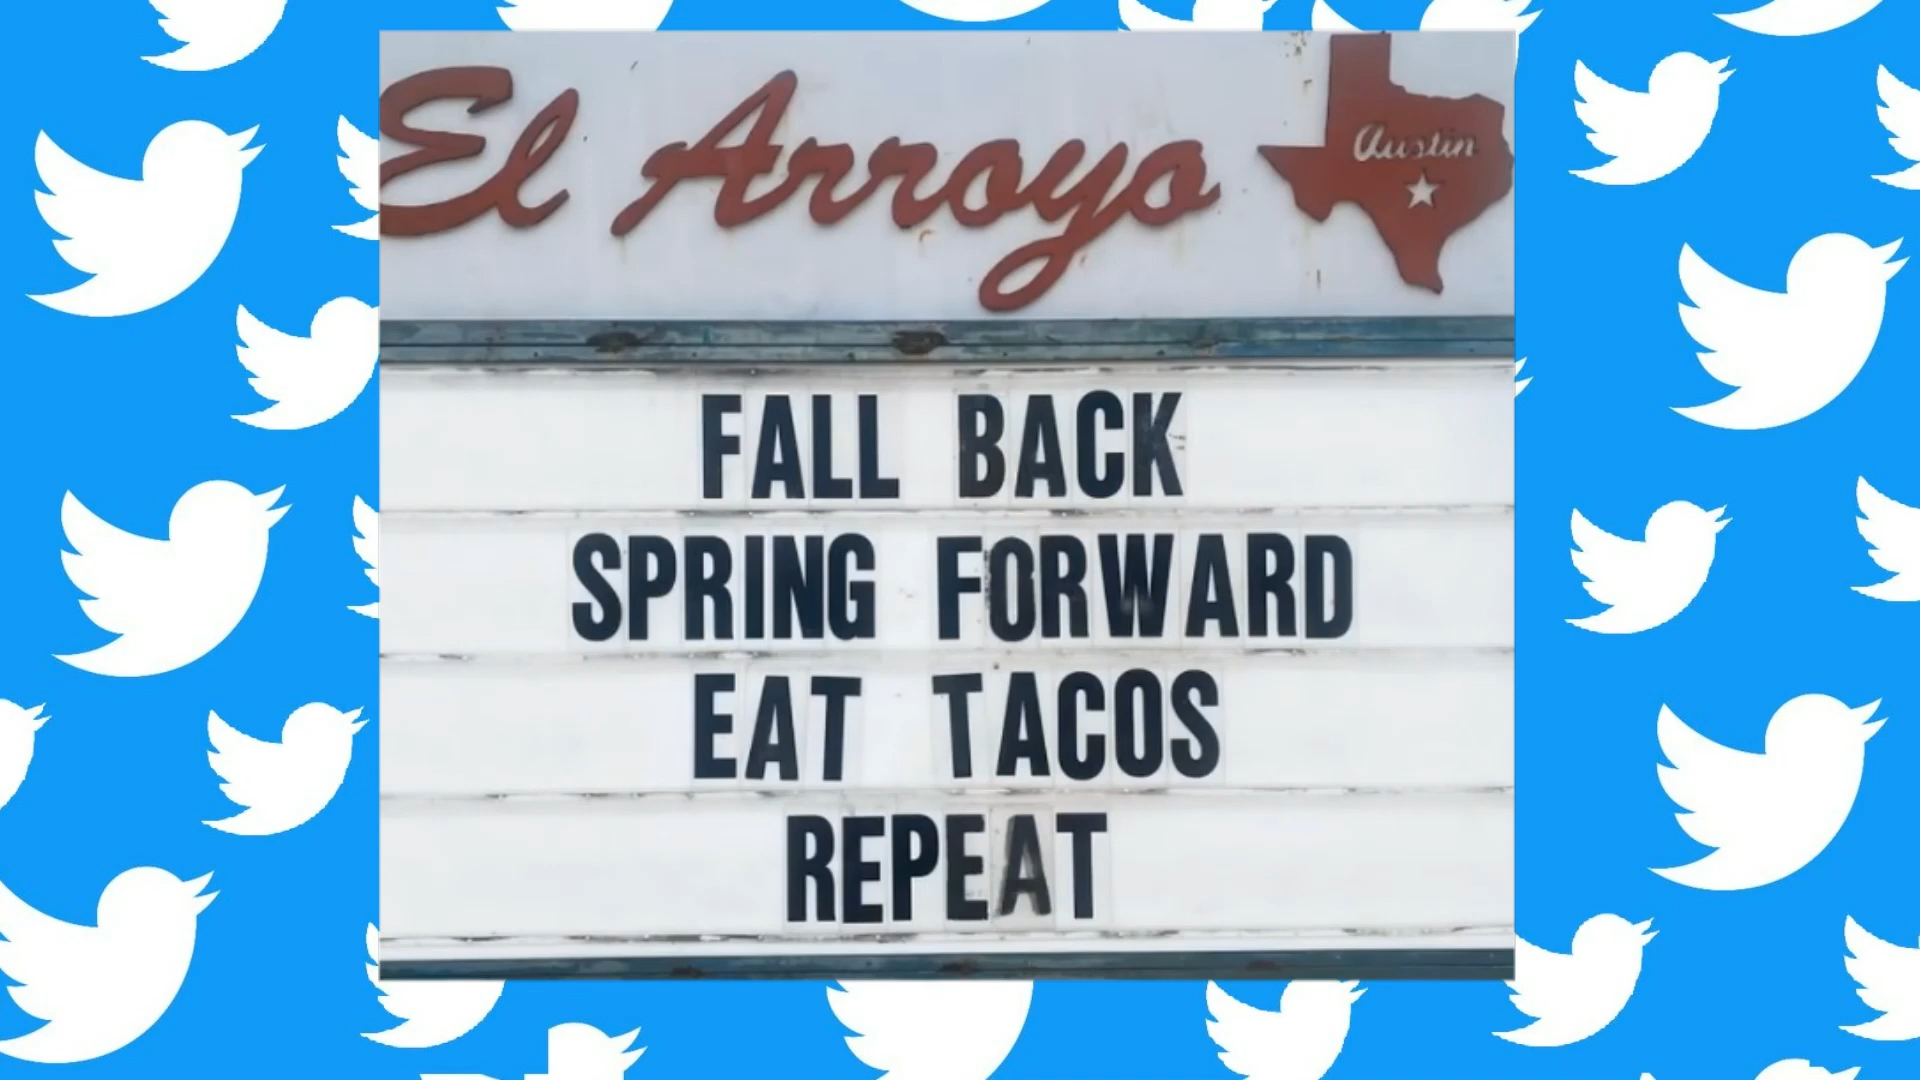 El Arroyo
Austin
FALL BACK
SPRING FORWARD
EAT TACOS
REPEAT